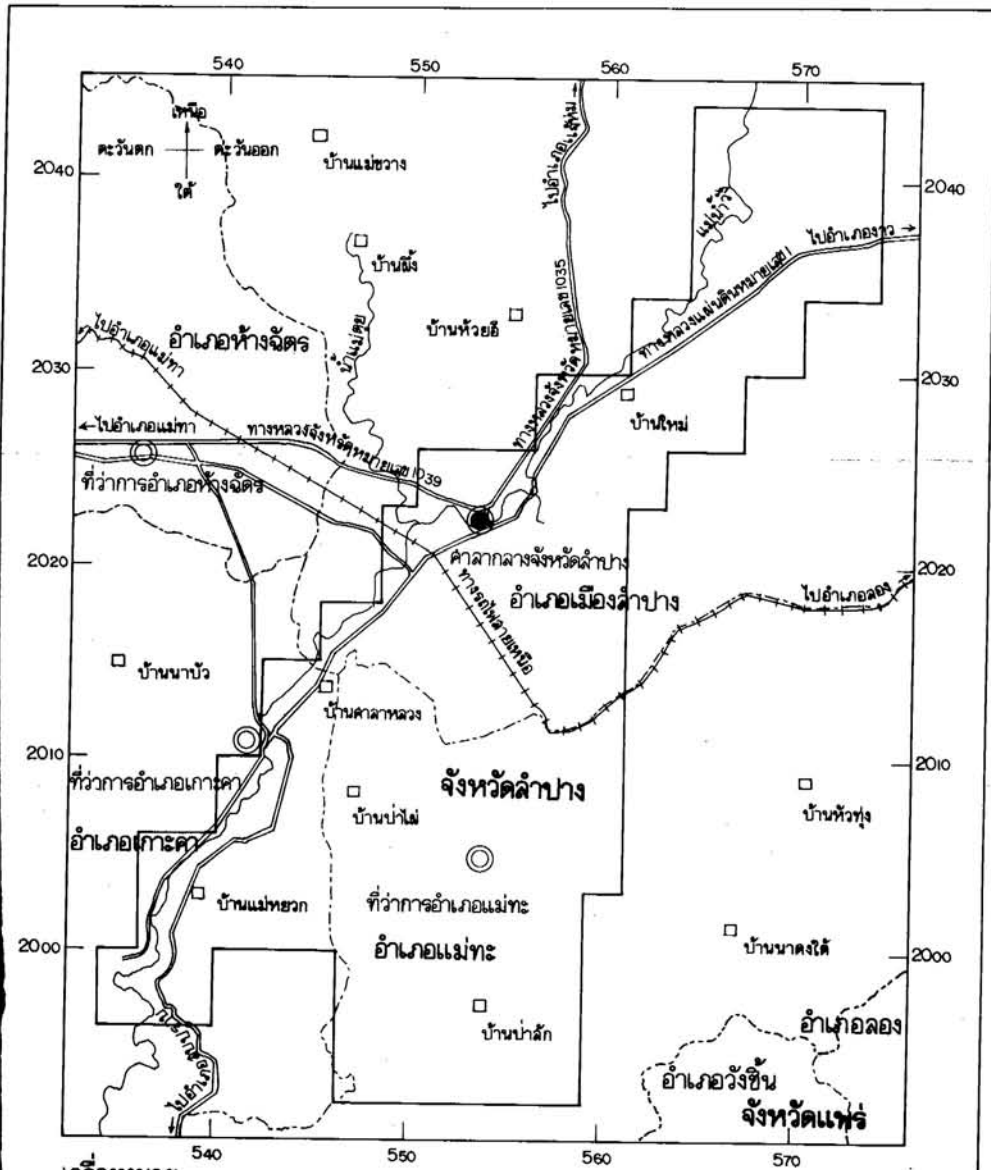 540 550 560 570
เหนือ
ตะวันตก ตะวันออก
ใต้
2040 2040
บ้านแม่ขวาง
ไปอำเภอแจ้ห่ม
แม่น้ำวัง
ไปอำเภองาว
บ้านผึ้ง
น้ำแม่ตุย
บ้านห้วยฮี
ทางหลวงจังหวัดหมายเลข 1035
ทางหลวงแผ่นดินหมายเลข 1
ไปอำเภอแม่ทา
อำเภอห้างฉัตร
2030 2030
บ้านใหม่
ไปอำเภอแม่ทา
ทางหลวงจังหวัดหมายเลข 1039
ที่ว่าการอำเภอห้างฉัตร
2020 2020
ศาลากลางจังหวัดลำปาง
อำเภอเมืองลำปาง
ไปอำเภอลอง
ทางรถไฟสายเหนือ
บ้านนาบัว
บ้านศาลาหลวง
2010 2010
ที่ว่าการอำเภอเกาะคา
จังหวัดลำปาง
บ้านป่าไผ่
บ้านหัวทุ่ง
อำเภอเกาะคา
บ้านแม่หยวก
ที่ว่าการอำเภอแม่ทะ
อำเภอแม่ทะ
2000 2000
บ้านนาดงใต้
บ้านป่าลัก
อำเภอลอง
อำเภอวังชิ้น
จังหวัดแพร่
ไปอำเภอ
540 550 560 570